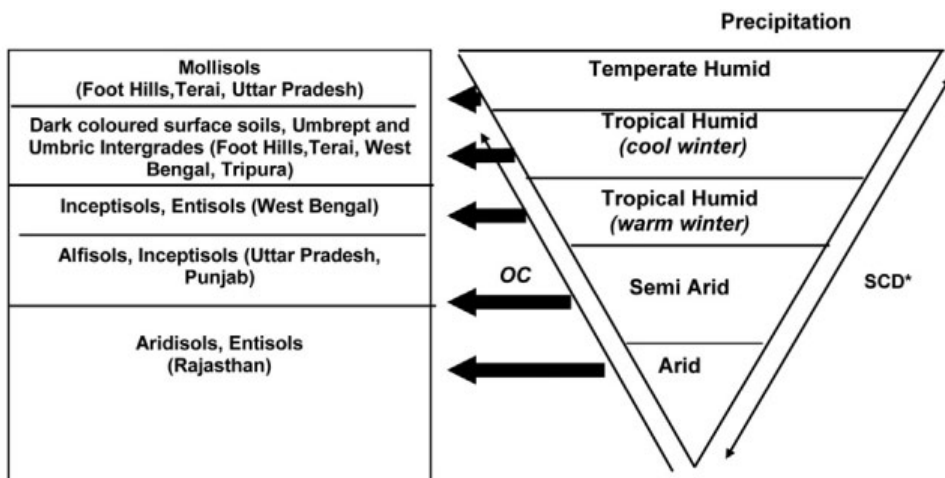 Precipitation
Mollisols
(Foot Hills,Terai, Uttar Pradesh)
Dark coloured surface soils, Umbrept and
Umbric Intergrades (Foot Hills,Terai, West
Bengal, Tripura)
Inceptisols, Entisols (West Bengal)
Alfisols, Inceptisols (Uttar Pradesh,
Punjab)
Aridisols, Entisols
(Rajasthan)
OC
Temperate Humid
Tropical Humid
(cool winter)
Tropical Humid
(warm winter)
Semi Arid
Arid
SCD*